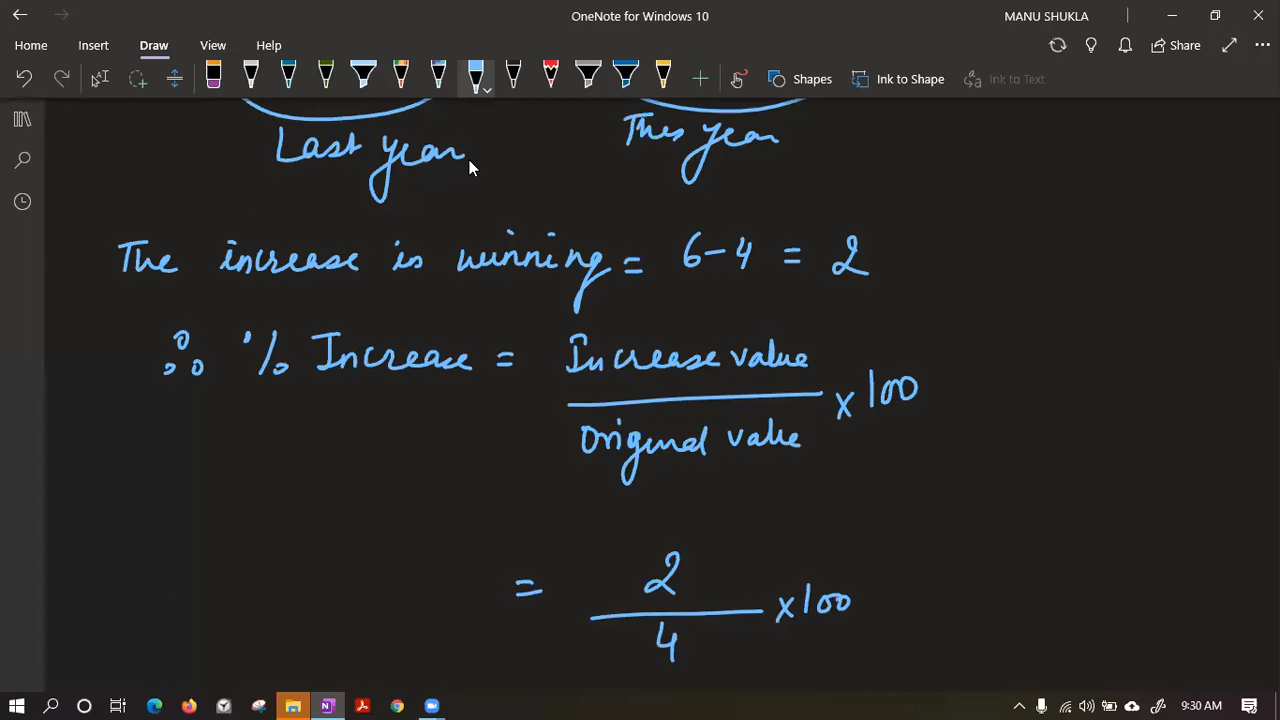 OneNote for Windows 10
MANU SHUKLA
Home Insert Draw View Help
Share
Shapes Ink to Shape Ink to Text
Last year This year
The increase is winning = 6-4 = 2
∴ % Increase = Increase value
× 100
Original value
= 2
× 100
4
9:30 AM